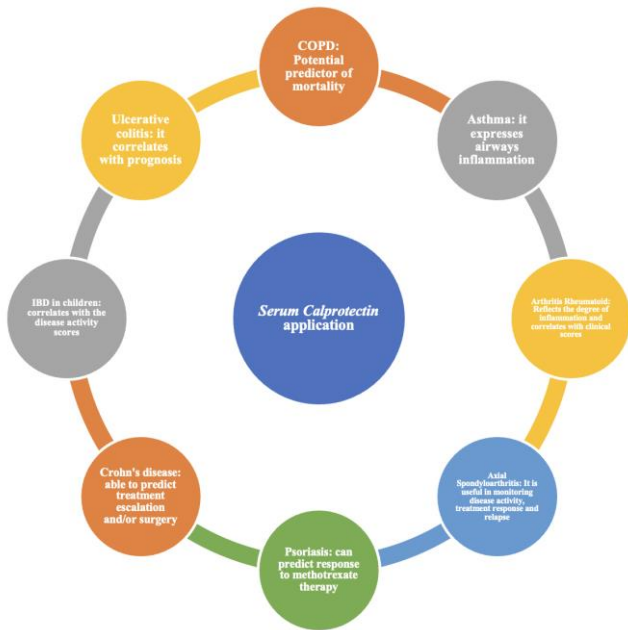 COPD:
Potential
predictor of
mortality
Asthma: it
expresses
airways
inflammation
Arthritis Rheumatoid:
Reflects the degree of
inflammation and
correlates with clinical
scores
Axial
Spondyloarthritis: It is
useful in monitoring
disease activity,
treatment response and
relapse
Psoriasis: can
predict response
to methotrexate
therapy
Crohn's disease:
able to predict
treatment
escalation
and/or surgery
IBD in children:
correlates with the
disease activity
scores
Ulcerative
colitis: it
correlates
with prognosis
Serum Calprotectin
application